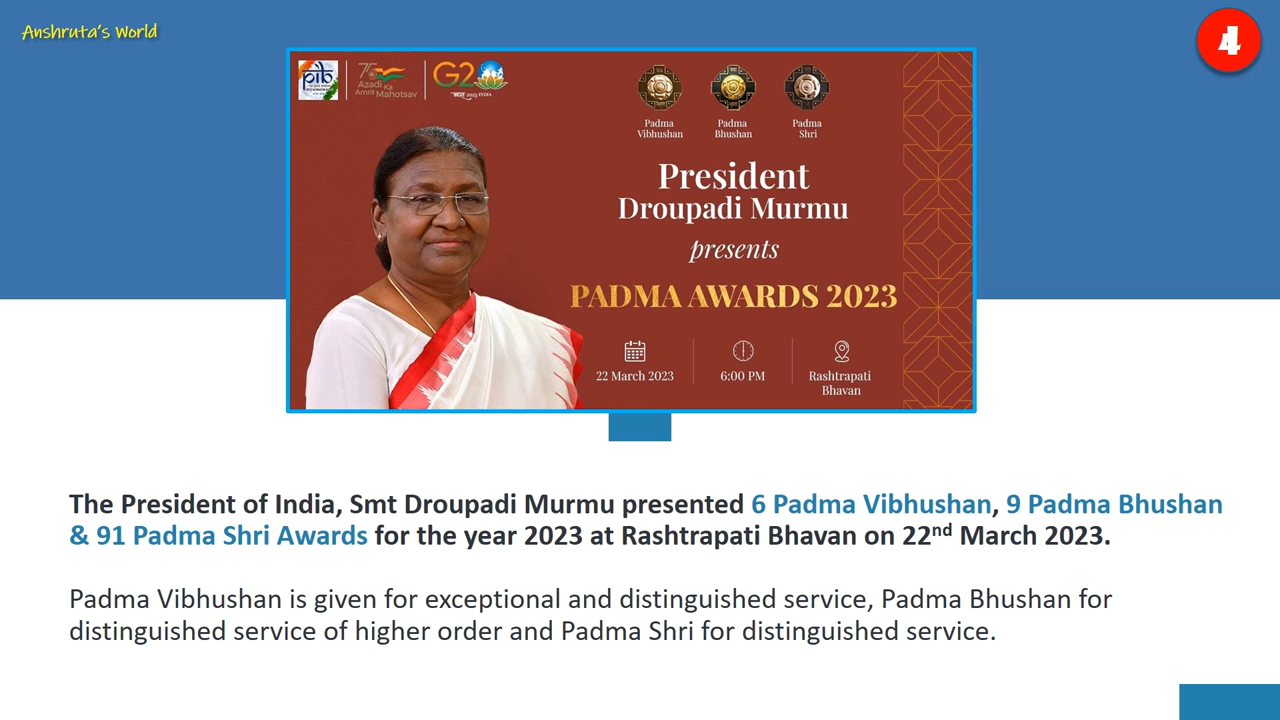 Anshruta's World
4
pib
75
Azadi Ka
Amrit Mahotsav
G20
2023 INDIA
Padma
Vibhushan
Padma
Bhushan
Padma
Shri
President
Droupadi Murmu
presents
PADMA AWARDS 2023
22 March 2023
6:00 PM
Rashtrapati
Bhavan
The President of India, Smt Droupadi Murmu presented 6 Padma Vibhushan, 9 Padma Bhushan
& 91 Padma Shri Awards for the year 2023 at Rashtrapati Bhavan on 22nd March 2023.
Padma Vibhushan is given for exceptional and distinguished service, Padma Bhushan for
distinguished service of higher order and Padma Shri for distinguished service.